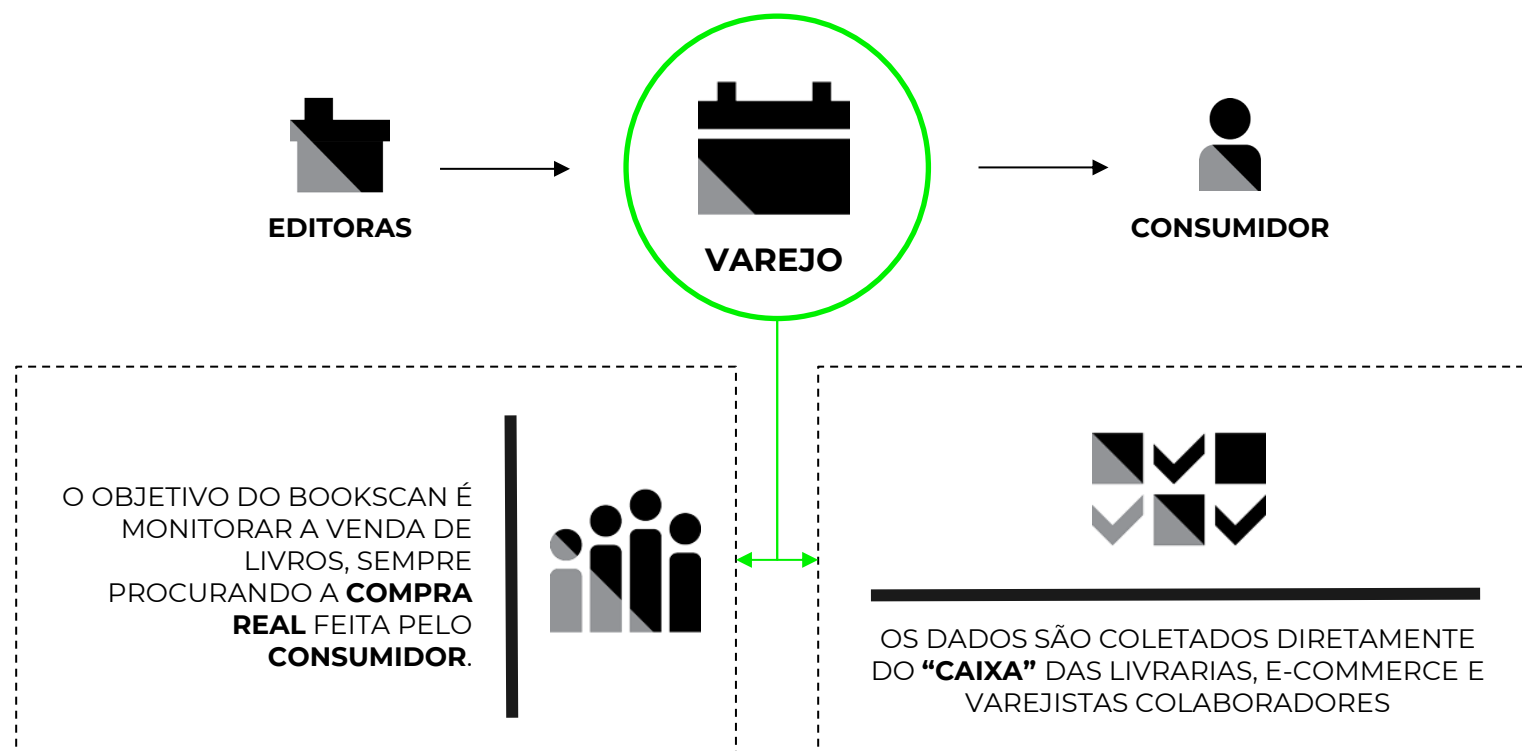 EDITORAS
VAREJO
CONSUMIDOR
O OBJETIVO DO BOOKSCAN É
MONITORAR A VENDA DE
LIVROS, SEMPRE
PROCURANDO A COMPRA
REAL FEITA PELO
CONSUMIDOR.
OS DADOS SÃO COLETADOS DIRETAMENTE
DO “CAIXA” DAS LIVRARIAS, E-COMMERCE E
VAREJISTAS COLABORADORES